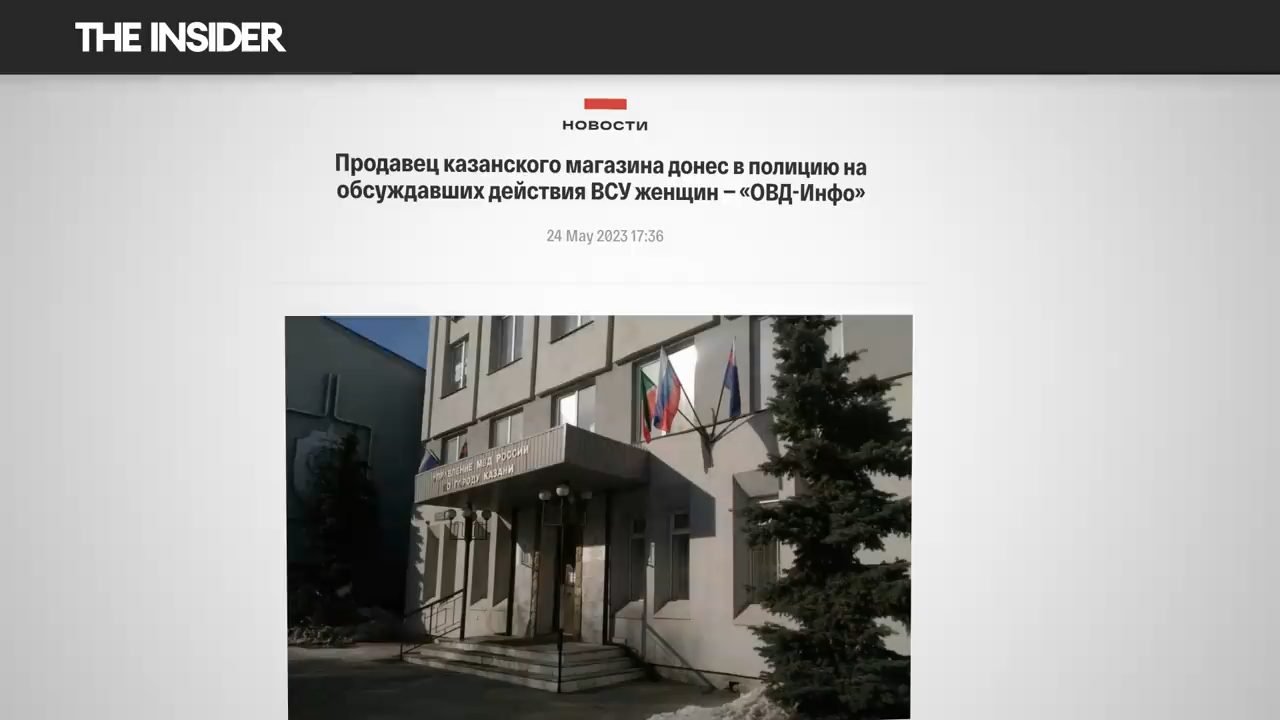 THE INSIDER
НОВОСТИ
Продавец казанского магазина донес в полицию на
обсуждавших действия ВСУ женщин – «ОВД-Инфо»
24 May 2023 17:36
УПРАВЛЕНИЕ МВД РОССИИ
ПО ГОРОДУ КАЗАНИ